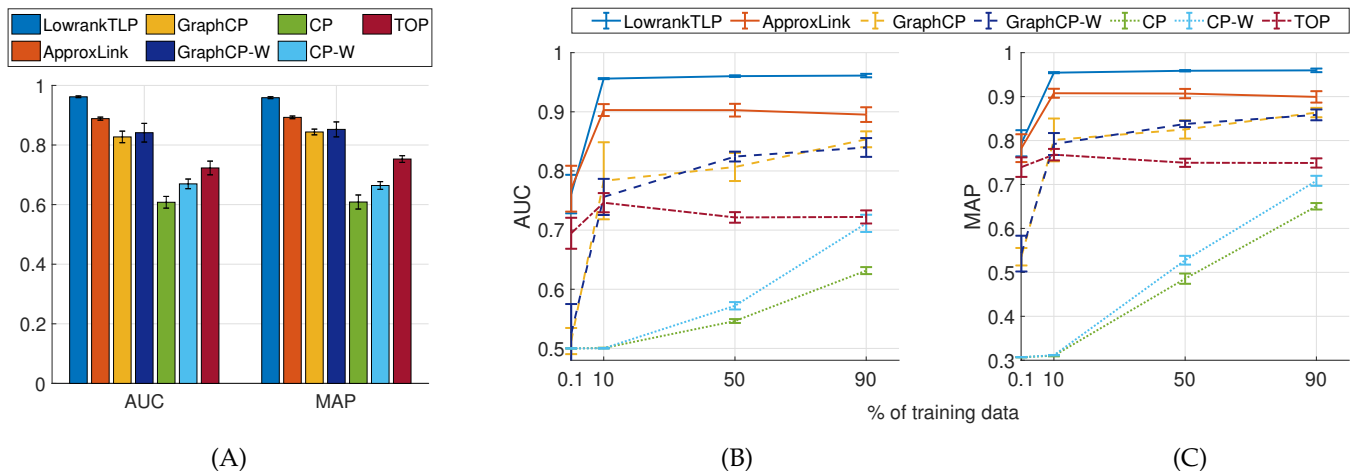 LowrankTLP GraphCP CP TOP
ApproxLink GraphCP-W CP-W
1
0.8
0.6
0.4
0.2
0
AUC MAP
(A)
LowrankTLP ApproxLink GraphCP GraphCP-W CP CP-W TOP
1
0.9
0.8
0.7
0.6
0.5
AUC
0.1 10 50 90
(B)
1
0.9
0.8
0.7
0.6
0.5
0.4
0.3
MAP
0.1 10 50 90
% of training data
(C)